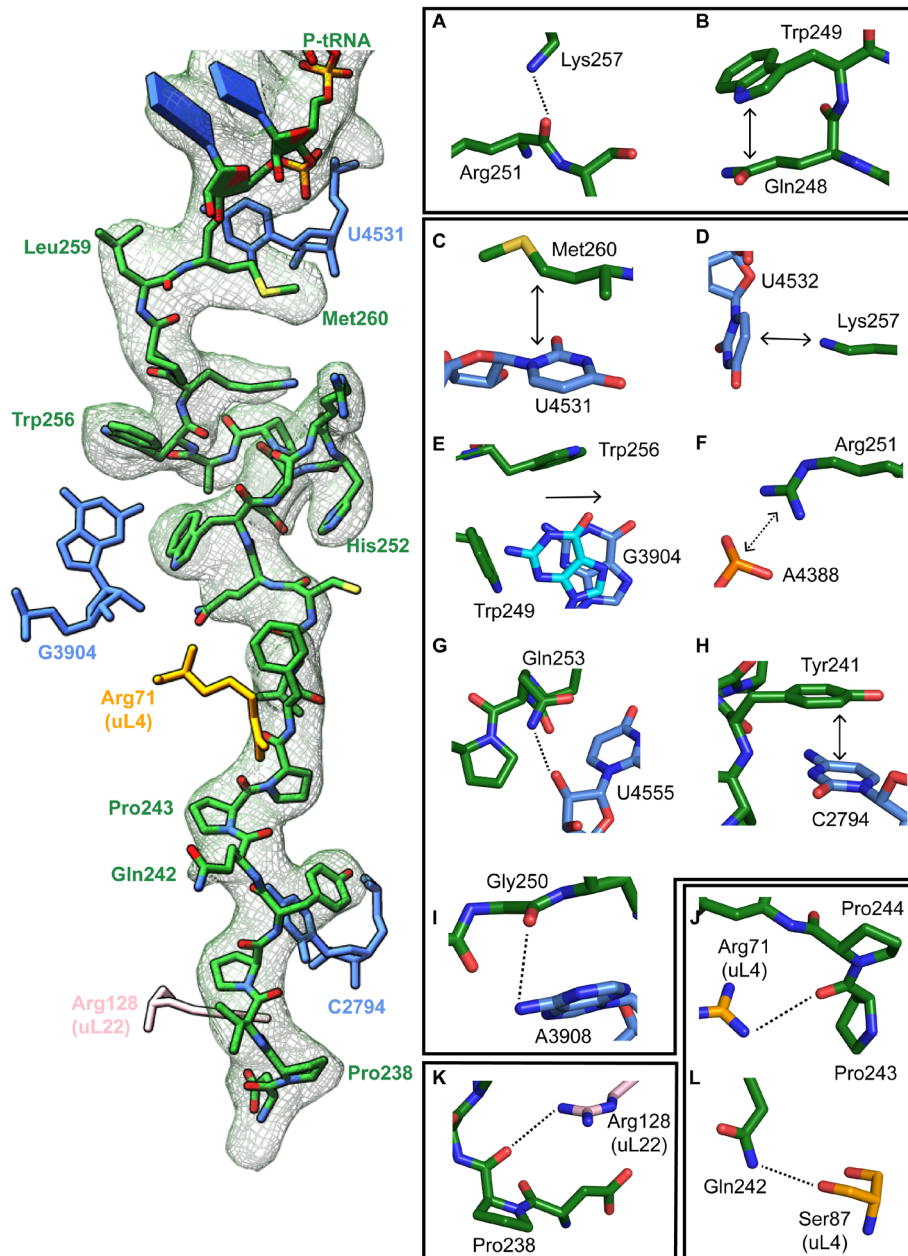 P-tRNA
U4531
Leu259
Met260
Trp256
His252
G3904
Arg71
(uL4)
Pro243
Gln242
Arg128
(uL22)
C2794
Pro238
A
Lys257
Arg251
B
Trp249
Gln248
C
Met260
U4531
D
U4532
Lys257
E
Trp256
G3904
Trp249
F
Arg251
A4388
G
Gln253
U4555
H
Tyr241
C2794
I
Gly250
A3908
J
Pro244
Arg71
(uL4)
Pro243
K
Arg128
(uL22)
Pro238
L
Gln242
Ser87
(uL4)